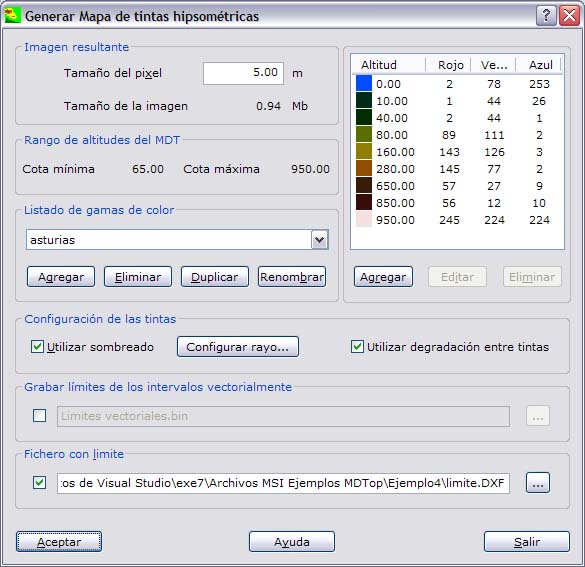 Generar Mapa de tintas hipsométricas
Imagen resultante
Tamaño del pixel 5.00 m
Tamaño de la imagen 0.94 Mb
Rango de altitudes del MDT
Cota mínima 65.00 Cota máxima 950.00
Listado de gamas de color
asturias
Agregar Eliminar Duplicar Renombrar
Altitud Rojo Ve... Azul
0.00 2 78 253
10.00 1 44 26
40.00 2 44 1
80.00 89 111 2
160.00 143 126 3
280.00 145 77 2
650.00 57 27 9
850.00 56 12 10
950.00 245 224 224
Agregar Editar Eliminar
Configuración de las tintas
Utilizar sombreado Configurar rayo... Utilizar degradación entre tintas
Grabar límites de los intervalos vectorialmente
Limites vectoriales.bin ...
Fichero con limite
os de Visual Studio\exe7\Archivos MSI Ejemplos MDTop\Ejemplo4\limite.DXF ...
Aceptar Ayuda Salir